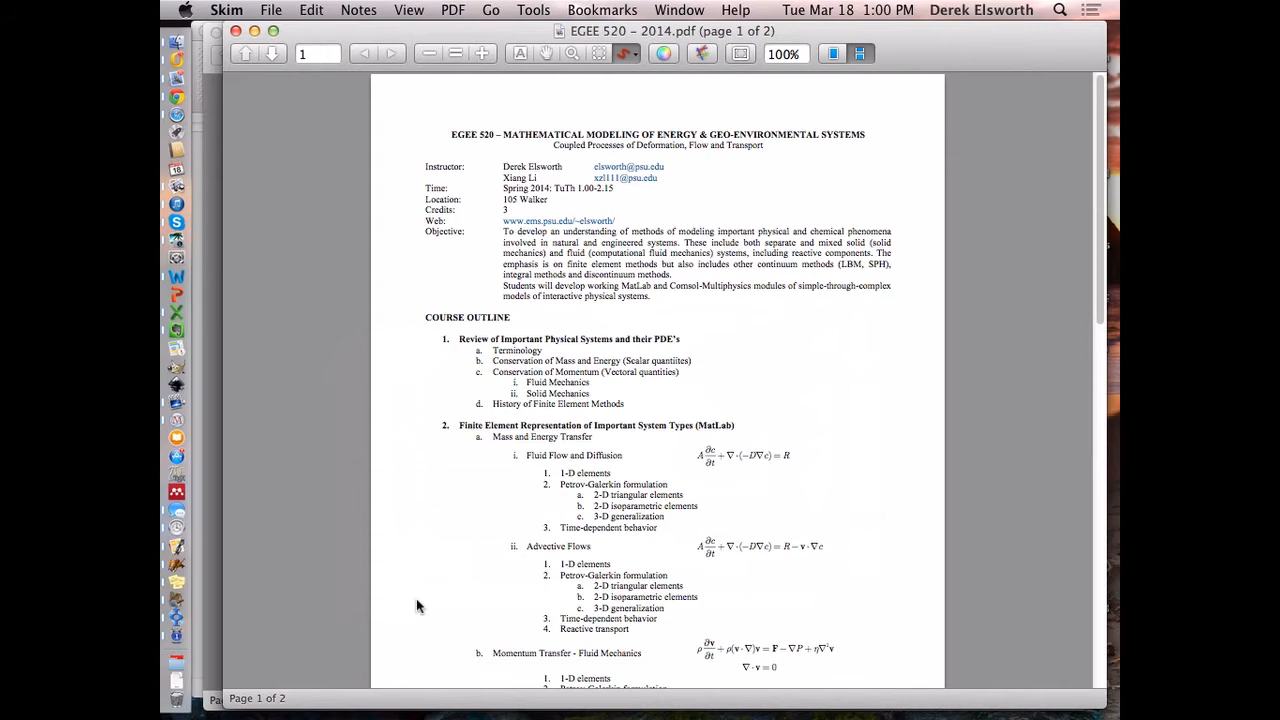 Skim File Edit Notes View PDF Go Tools Bookmarks Window Help Tue Mar 18 1:00 PM Derek Elsworth
EGEE 520 – 2014.pdf (page 1 of 2)
1 100%
EGEE 520 – MATHEMATICAL MODELING OF ENERGY & GEO-ENVIRONMENTAL SYSTEMS
Coupled Processes of Deformation, Flow and Transport
Instructor: Derek Elsworth elsworth@psu.edu
Xiang Li xzl111@psu.edu
Time: Spring 2014: TuTh 1.00-2.15
Location: 105 Walker
Credits: 3
Web: www.ems.psu.edu/~elsworth/
Objective: To develop an understanding of methods of modeling important physical and chemical phenomena
involved in natural and engineered systems. These include both separate and mixed solid (solid
mechanics) and fluid (computational fluid mechanics) systems, including reactive components. The
emphasis is on finite element methods but also includes other continuum methods (LBM, SPH),
integral methods and discontinuum methods.
Students will develop working MatLab and Comsol-Multiphysics modules of simple-through-complex
models of interactive physical systems.
COURSE OUTLINE
1. Review of Important Physical Systems and their PDE's
a. Terminology
b. Conservation of Mass and Energy (Scalar quantiites)
c. Conservation of Momentum (Vectoral quantities)
i. Fluid Mechanics
ii. Solid Mechanics
d. History of Finite Element Methods
2. Finite Element Representation of Important System Types (MatLab)
a. Mass and Energy Transfer
i. Fluid Flow and Diffusion A ∂c/∂t + ∇·(−D∇c) = R
1. 1-D elements
2. Petrov-Galerkin formulation
a. 2-D triangular elements
b. 2-D isoparametric elements
c. 3-D generalization
3. Time-dependent behavior
ii. Advective Flows A ∂c/∂t + ∇·(−D∇c) = R − v·∇c
1. 1-D elements
2. Petrov-Galerkin formulation
a. 2-D triangular elements
b. 2-D isoparametric elements
c. 3-D generalization
3. Time-dependent behavior
4. Reactive transport
b. Momentum Transfer - Fluid Mechanics ρ ∂v/∂t + ρ(v·∇)v = F − ∇P + η∇²v
∇·v = 0
1. 1-D elements
2. Petrov-Galerkin formulation
Page 1 of 2